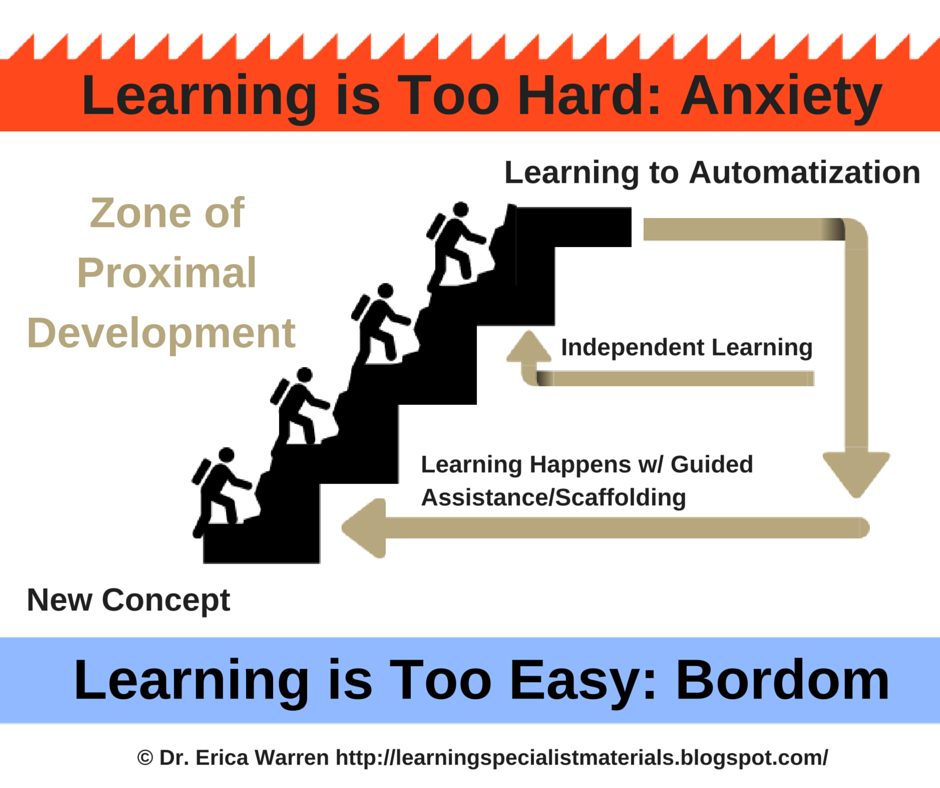 Learning is Too Hard: Anxiety
Learning to Automatization
Zone of
Proximal
Development
Independent Learning
Learning Happens w/ Guided
Assistance/Scaffolding
New Concept
Learning is Too Easy: Bordom
© Dr. Erica Warren http://learningspecialistmaterials.blogspot.com/